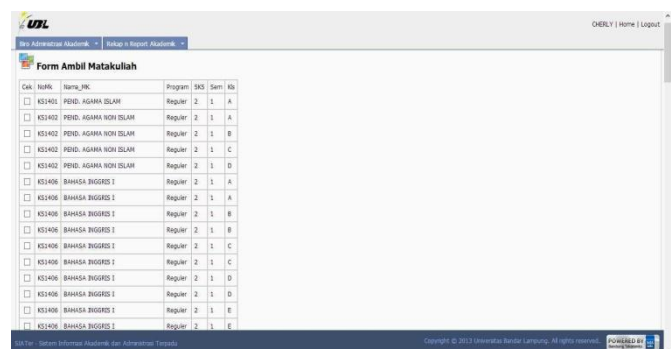 UBL
CHERLY | Home | Logout
Biro Administrasi Akademik Rekap n Report Akademik
Form Ambil Matakuliah
Cek NoMk Nama_MK Program SKS Sem Kls
KS1401 PEND. AGAMA ISLAM Reguler 2 1 A
KS1402 PEND. AGAMA NON ISLAM Reguler 2 1 A
KS1402 PEND. AGAMA NON ISLAM Reguler 2 1 B
KS1402 PEND. AGAMA NON ISLAM Reguler 2 1 C
KS1402 PEND. AGAMA NON ISLAM Reguler 2 1 D
KS1406 BAHASA INGGRIS I Reguler 2 1 A
KS1406 BAHASA INGGRIS I Reguler 2 1 A
KS1406 BAHASA INGGRIS I Reguler 2 1 B
KS1406 BAHASA INGGRIS I Reguler 2 1 B
KS1406 BAHASA INGGRIS I Reguler 2 1 C
KS1406 BAHASA INGGRIS I Reguler 2 1 C
KS1406 BAHASA INGGRIS I Reguler 2 1 D
KS1406 BAHASA INGGRIS I Reguler 2 1 D
KS1406 BAHASA INGGRIS I Reguler 2 1 E
KS1406 BAHASA INGGRIS I Reguler 2 1 E
SIATer - Sistem Informasi Akademik dan Administrasi Terpadu
Copyright © 2013 Universitas Bandar Lampung. All rights reserved.
POWERED BY